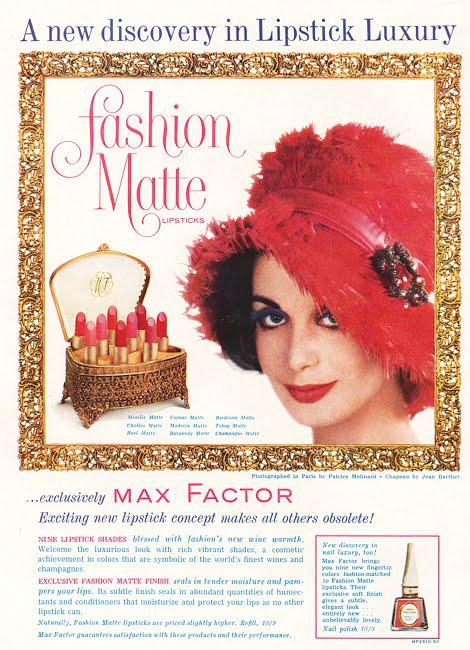 A new discovery in Lipstick Luxury
fashion
Matte
LIPSTICKS
MF
Moselle Matte Cognac Matte Bordeaux Matte
Chablis Matte Madeira Matte Tokay Matte
Rosé Matte Burgundy Matte Champagne Matte
Photographed in Paris by Patrice Molinard • Chapeau by Jean Barthet.
...exclusively MAX FACTOR
Exciting new lipstick concept makes all others obsolete!
NINE LIPSTICK SHADES blessed with fashion's new wine warmth.
Welcome the luxurious look with rich vibrant shades, a cosmetic
achievement in colors that are symbolic of the world's finest wines and
champagnes.
EXCLUSIVE FASHION MATTE FINISH seals in tender moisture and pam-
pers your lips. Its subtle finish seals in abundant quantities of humec-
tants and conditioners that moisturize and protect your lips as no other
lipstick can.
Naturally, Fashion Matte lipsticks are priced slightly higher. Refill, 10/9
Max Factor guarantees satisfaction with these products and their performance.
New discovery in
nail luxury, too!
Max Factor brings
you nine new fingertip
colors fashion-matched
to Fashion Matte
lipsticks. Their
exclusive soft finish
gives a subtle,
elegant look . . .
entirely new . . .
unbelievably lovely.
Nail polish 10/9